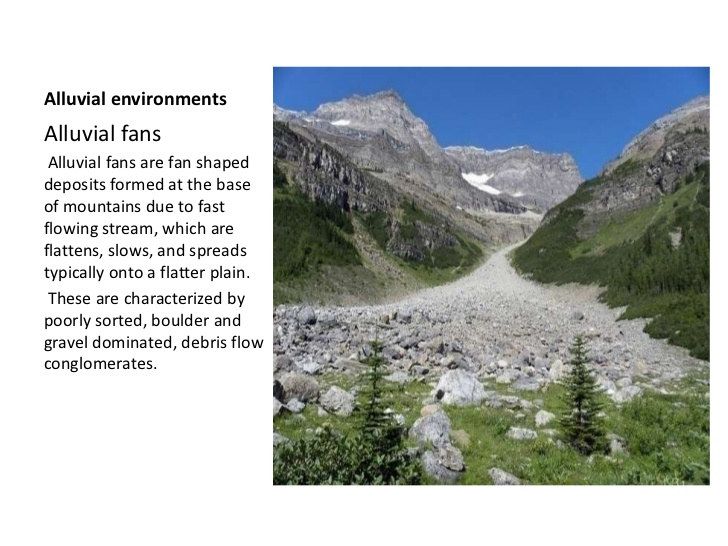 Alluvial environments
Alluvial fans
Alluvial fans are fan shaped
deposits formed at the base
of mountains due to fast
flowing stream, which are
flattens, slows, and spreads
typically onto a flatter plain.
These are characterized by
poorly sorted, boulder and
gravel dominated, debris flow
conglomerates.